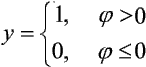 y = { 1, φ > 0
0, φ ≤ 0